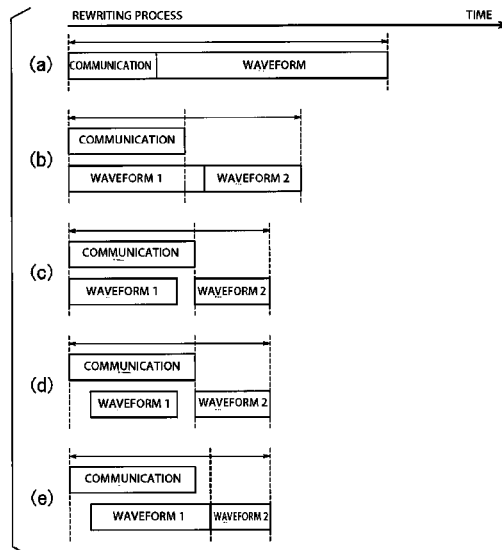 REWRITING PROCESS TIME
(a) COMMUNICATION WAVEFORM
(b) COMMUNICATION
WAVEFORM 1 WAVEFORM 2
(c) COMMUNICATION
WAVEFORM 1 WAVEFORM 2
(d) COMMUNICATION
WAVEFORM 1 WAVEFORM 2
(e) COMMUNICATION
WAVEFORM 1 WAVEFORM 2